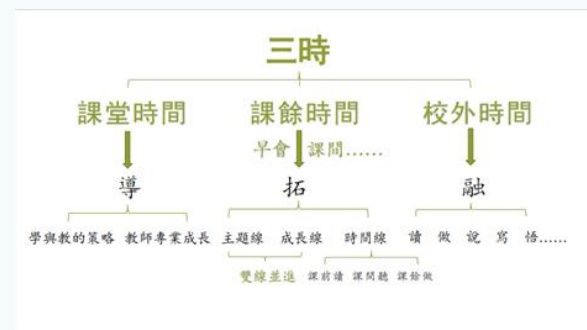 三時
課堂時間 課餘時間 校外時間
早會 課間……
導 拓 融
學與教的策略 教師專業成長 主題線 成長線 時間線 讀 做 說 寫 悟……
雙線並進 課前讀 課間聽 課餘做